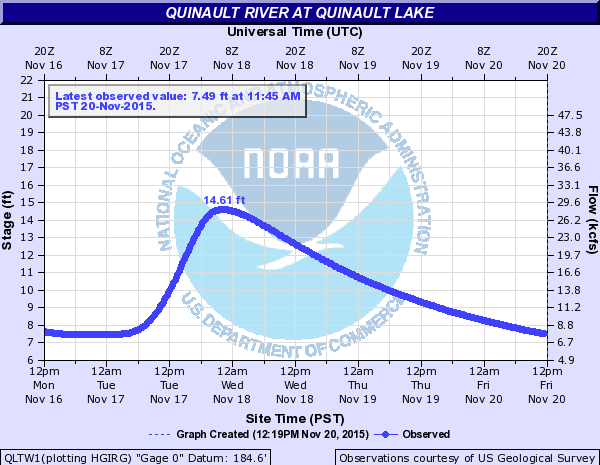 QUINAULT RIVER AT QUINAULT LAKE
Universal Time (UTC)
20Z 8Z 20Z 8Z 20Z 8Z 20Z 8Z 20Z
Nov 16 Nov 17 Nov 17 Nov 18 Nov 18 Nov 19 Nov 19 Nov 20 Nov 20
Latest observed value: 7.49 ft at 11:45 AM
PST 20-Nov-2015.
22
21
20 47.5
19 43.8
18 40.1
17 36.6
16 33.1
15 29.6
14 26.2
13 23.0
12 19.7
11 16.6
10 13.8
9 11.2
8 8.8
7 6.7
6 4.9
Stage (ft)
Flow (kcfs)
14.61 ft
NATIONAL OCEANIC AND ATMOSPHERIC ADMINISTRATION
NOAA
U.S. DEPARTMENT OF COMMERCE
12pm 12am 12pm 12am 12pm 12am 12pm 12am 12pm
Mon Tue Tue Wed Wed Thu Thu Fri Fri
Nov 16 Nov 17 Nov 17 Nov 18 Nov 18 Nov 19 Nov 19 Nov 20 Nov 20
Site Time (PST)
Graph Created (12:19PM Nov 20, 2015) Observed
QLTW1(plotting HGIRG) "Gage 0" Datum: 184.6' Observations courtesy of US Geological Survey